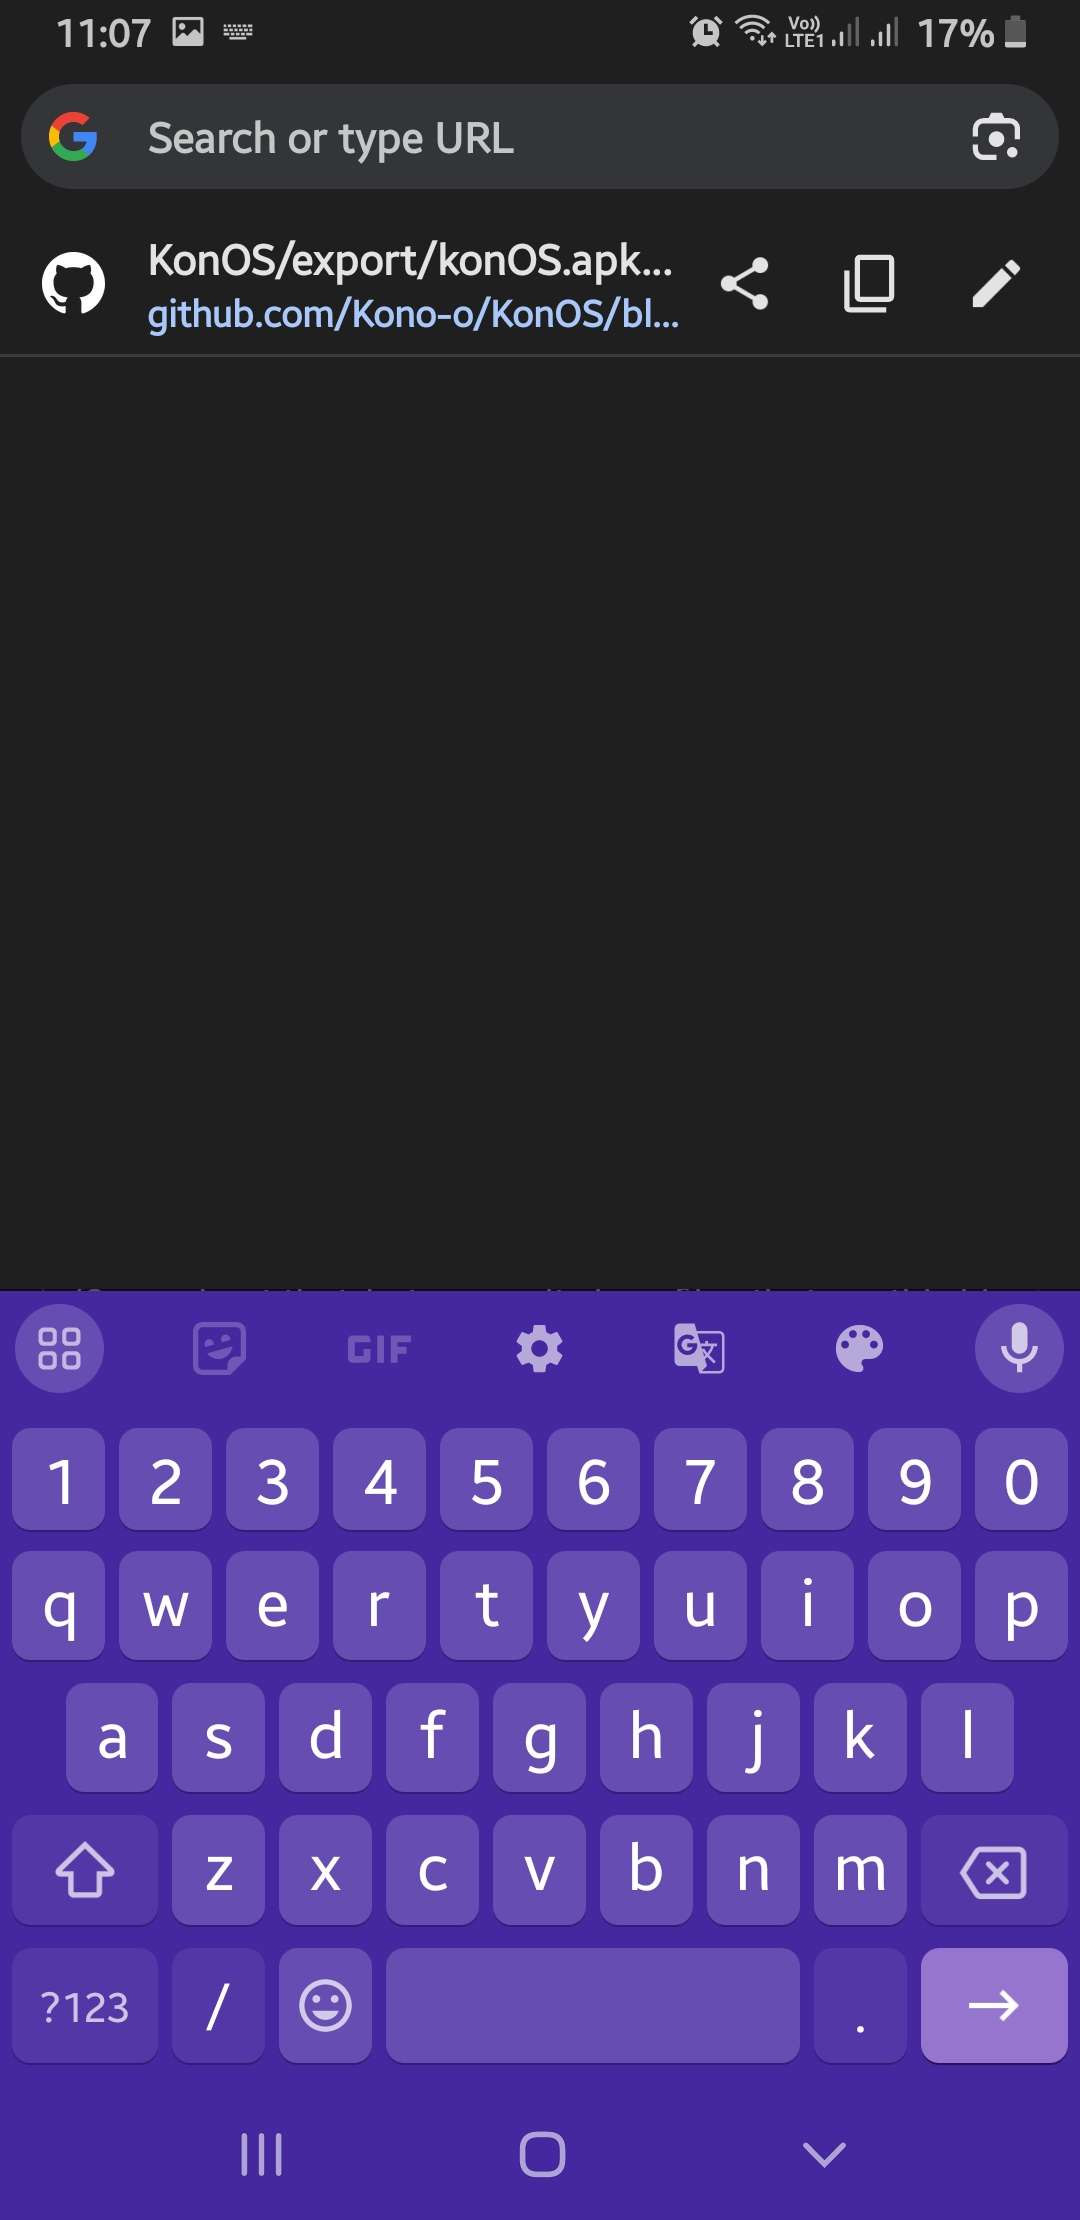 11:07
Vo)) LTE1 17%
Search or type URL
KonOS/export/konOS.apk...
github.com/Kono-o/KonOS/bl...
GIF
1 2 3 4 5 6 7 8 9 0
q w e r t y u i o p
a s d f g h j k l
z x c v b n m
?123 / .